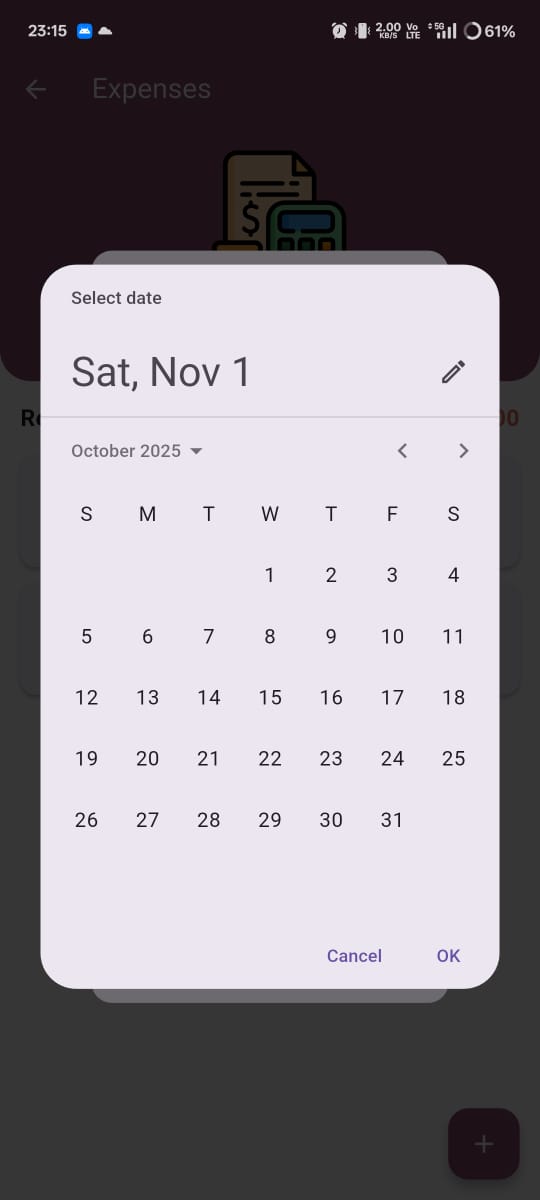 23:15 2.00 KB/S Vo LTE 5G 61%
Expenses
$
Select date
Sat, Nov 1
October 2025
S M T W T F S
1 2 3 4
5 6 7 8 9 10 11
12 13 14 15 16 17 18
19 20 21 22 23 24 25
26 27 28 29 30 31
Cancel OK
+